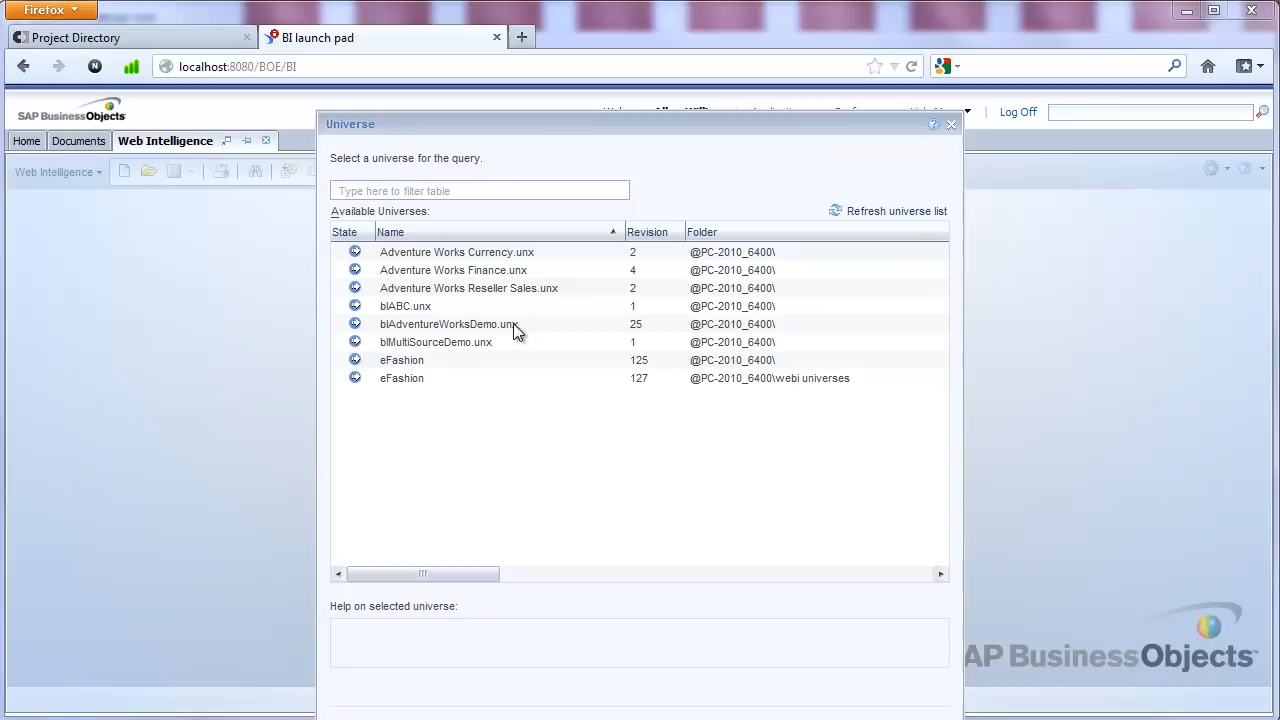 Firefox
Project Directory
BI launch pad
localhost:8080/BOE/BI
SAP BusinessObjects
Log Off
Home
Documents
Web Intelligence
Web Intelligence
Universe
Select a universe for the query.
Type here to filter table
Available Universes:
Refresh universe list
State Name Revision Folder
Adventure Works Currency.unx 2 @PC-2010_6400\
Adventure Works Finance.unx 4 @PC-2010_6400\
Adventure Works Reseller Sales.unx 2 @PC-2010_6400\
blABC.unx 1 @PC-2010_6400\
blAdventureWorksDemo.unx 25 @PC-2010_6400\
blMultiSourceDemo.unx 1 @PC-2010_6400\
eFashion 125 @PC-2010_6400\
eFashion 127 @PC-2010_6400\webi universes
Help on selected universe:
AP BusinessObjects™